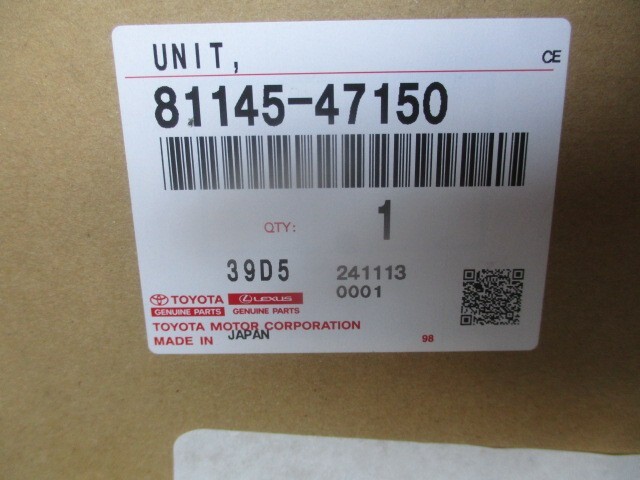 UNIT,
CE
81145-47150
QTY: 1
39D5 241113
0001
TOYOTA LEXUS
GENUINE PARTS GENUINE PARTS
TOYOTA MOTOR CORPORATION
MADE IN JAPAN 98